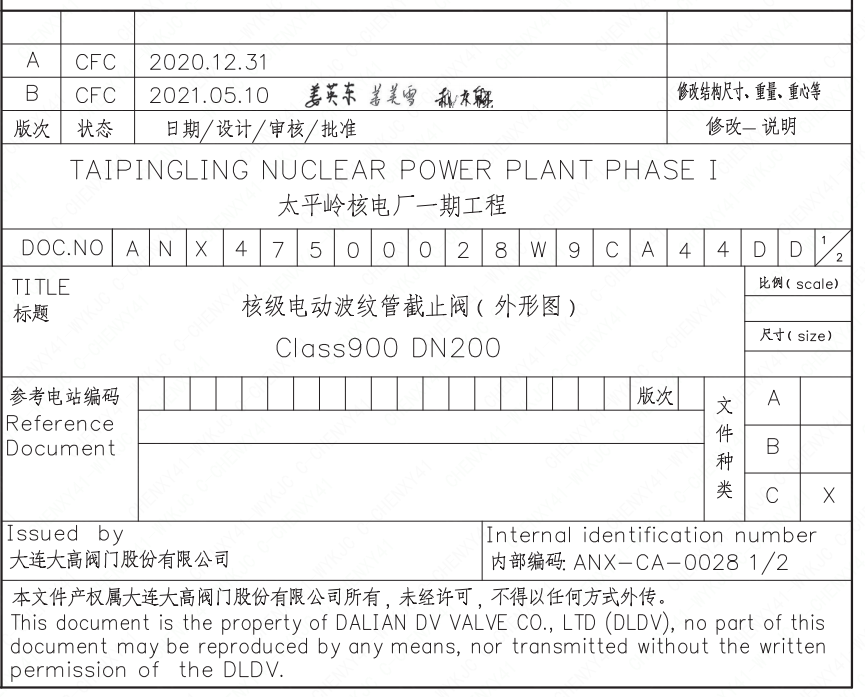 A CFC 2020.12.31
B CFC 2021.05.10 姜英东 修改结构尺寸、重量、重心等
版次 状态 日期/设计/审核/批准 修改—说明
TAIPINGLING NUCLEAR POWER PLANT PHASE I
太平岭核电厂一期工程
DOC.NO A N X 4 7 5 0 0 0 2 8 W 9 C A 4 4 D D 1/2
TITLE 比例(scale)
标题 核级电动波纹管截止阀(外形图)
尺寸(size)
Class900 DN200
参考电站编码 版次 文件种类 A
Reference
Document B
C X
Issued by Internal identification number
大连大高阀门股份有限公司 内部编码: ANX-CA-0028 1/2
本文件产权属大连大高阀门股份有限公司所有,未经许可,不得以任何方式外传。
This document is the property of DALIAN DV VALVE CO., LTD (DLDV), no part of this
document may be reproduced by any means, nor transmitted without the written
permission of the DLDV.